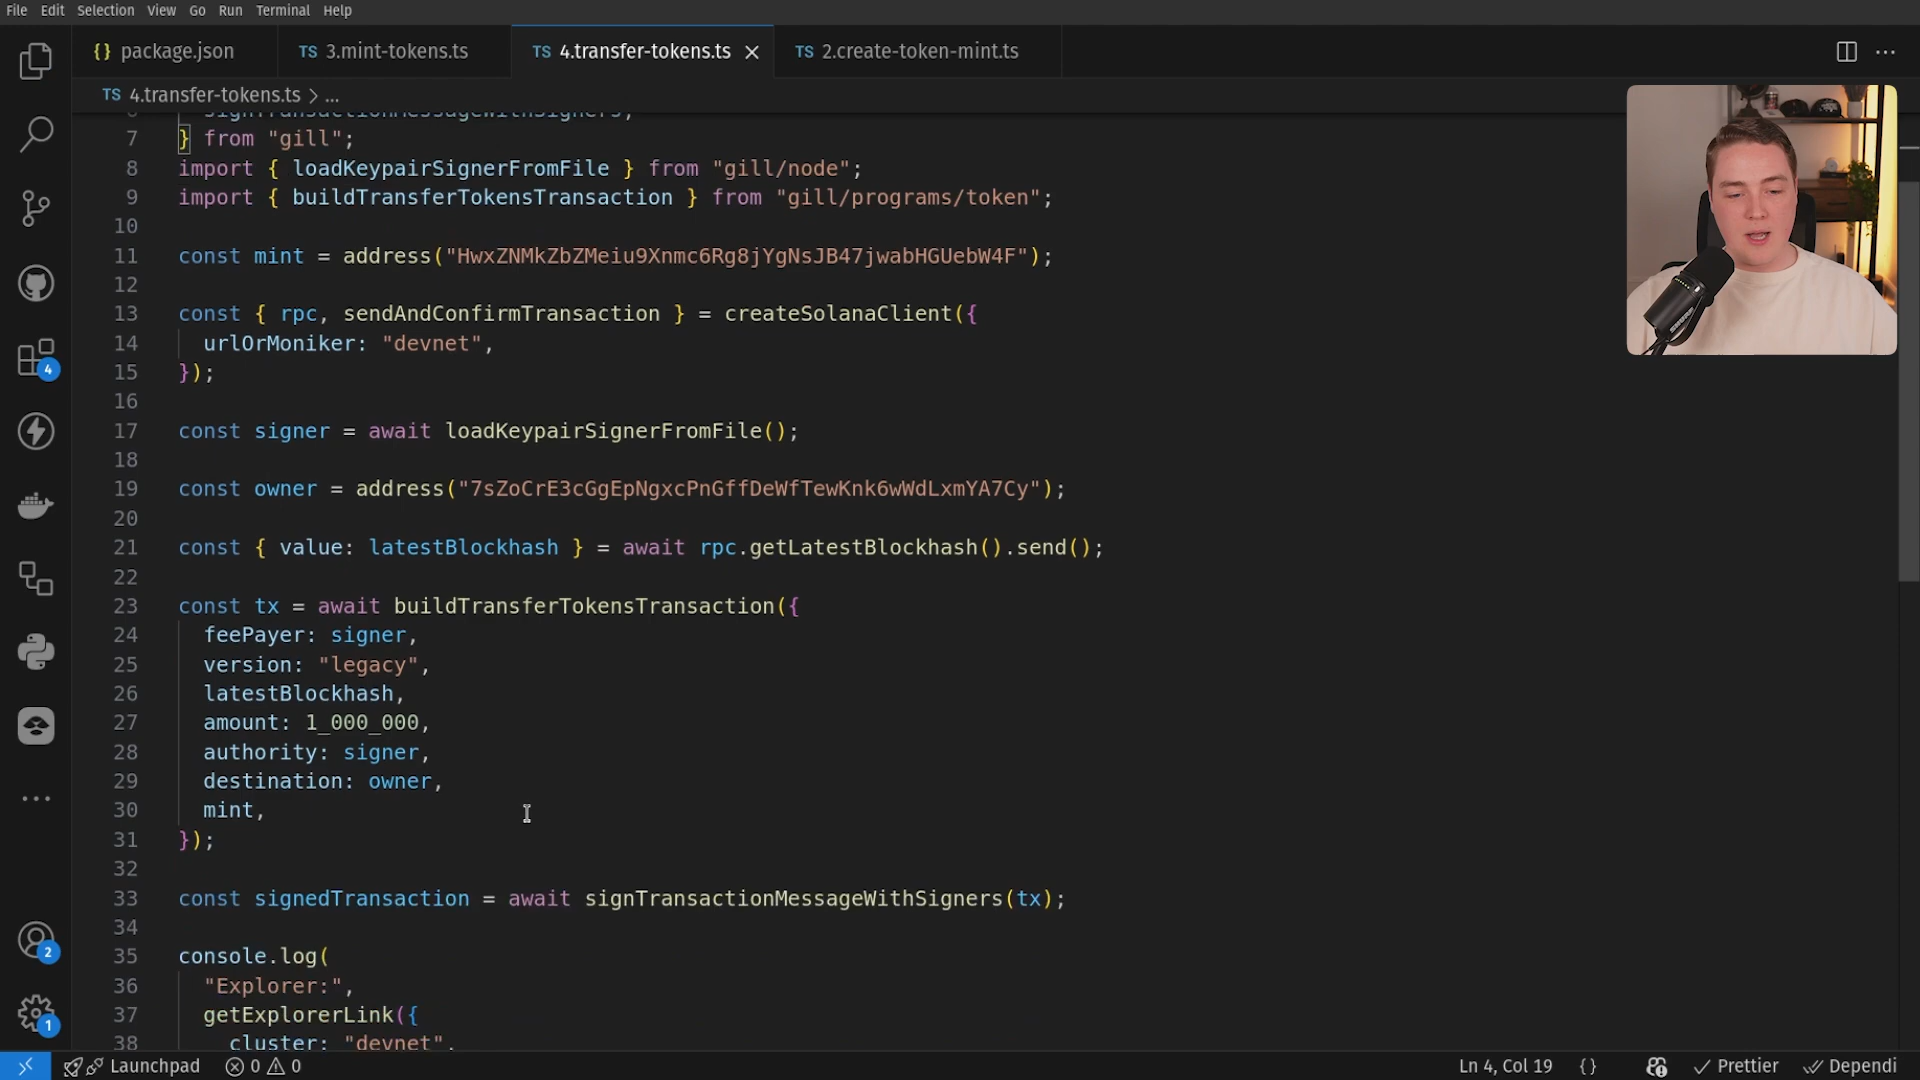 File Edit Selection View Go Run Terminal Help
{} package.json TS 3.mint-tokens.ts TS 4.transfer-tokens.ts × TS 2.create-token-mint.ts ···
TS 4.transfer-tokens.ts > ...
6 signTransactionMessageWithSigners,
7 } from "gill";
8 import { loadKeypairSignerFromFile } from "gill/node";
9 import { buildTransferTokensTransaction } from "gill/programs/token";
10
11 const mint = address("HwxZNMkZbZMeiu9Xnmc6Rg8jYgNsJB47jwabHGUebW4F");
12
13 const { rpc, sendAndConfirmTransaction } = createSolanaClient({
14 urlOrMoniker: "devnet",
15 });
16
17 const signer = await loadKeypairSignerFromFile();
18
19 const owner = address("7sZoCrE3cGgEpNgxcPnGffDeWfTewKnk6wWdLxmYA7Cy");
20
21 const { value: latestBlockhash } = await rpc.getLatestBlockhash().send();
22
23 const tx = await buildTransferTokensTransaction({
24 feePayer: signer,
25 version: "legacy",
26 latestBlockhash,
27 amount: 1_000_000,
28 authority: signer,
29 destination: owner,
30 mint,
31 });
32
33 const signedTransaction = await signTransactionMessageWithSigners(tx);
34
35 console.log(
36 "Explorer:",
37 getExplorerLink({
38 cluster: "devnet",
4
2
1
Launchpad 0 0 Ln 4, Col 19 {} Prettier Dependi